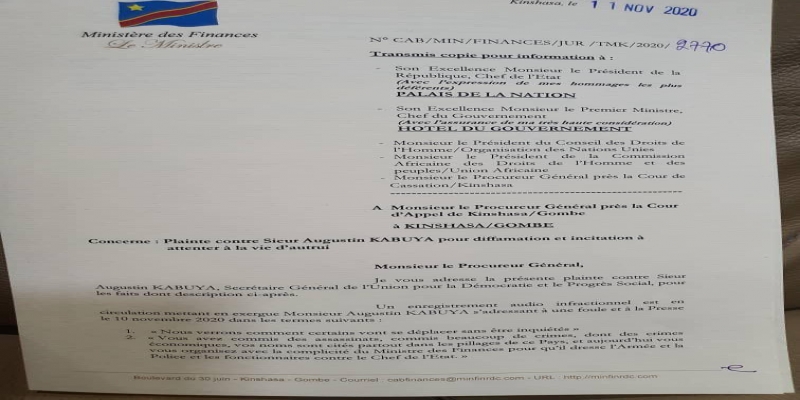 Kinshasa, le 11 NOV 2020
Ministère des Finances
Le Ministre
N° CAB/MIN/FINANCES/JUR/TMK/2020/2770
Transmis copie pour information à :
- Son Excellence Monsieur le Président de la
République, Chef de l'Etat
(Avec l'expression de mes hommages les plus
déférents)
PALAIS DE LA NATION
- Son Excellence Monsieur le Premier Ministre,
Chef du Gouvernement
(Avec l'assurance de ma très haute considération)
HOTEL DU GOUVERNEMENT
- Monsieur le Président du Conseil des Droits de
l'Homme/Organisation des Nations Unies
- Monsieur le Président de la Commission
Africaine des Droits de l'Homme et des
peuples/Union Africaine
- Monsieur le Procureur Général près la Cour de
Cassation/Kinshasa
A Monsieur le Procureur Général près la Cour
d'Appel de Kinshasa/Gombe
à KINSHASA/GOMBE
Concerne : Plainte contre Sieur Augustin KABUYA pour diffamation et incitation à
attenter à la vie d'autrui
Monsieur le Procureur Général,
Je vous adresse la présente plainte contre Sieur
Augustin KABUYA, Secrétaire Général de l'Union pour la Démocratie et le Progrès Social, pour
les faits dont description ci-après.
Un enregistrement audio infractionnel est en
circulation mettant en exergue Monsieur Augustin KABUYA s'adressant à une foule et à la Presse
le 10 novembre 2020 dans les termes suivants :
1. « Nous verrons comment certains vont se déplacer sans être inquiétés »
2. « Vous avez commis des assassinats, commis beaucoup de crimes, dont des crimes
économiques, vos noms sont cités partout dans les pillages de ce Pays, et aujourd'hui vous
vous organisez avec la complicité du Ministre des Finances pour qu'il dresse l'Armée et la
Police et les fonctionnaires contre le Chef de l'Etat. »
Boulevard du 30 juin - Kinshasa - Gombe - Courriel : cabfinances@minfinrdc.com - URL : http://minfinrdc.com